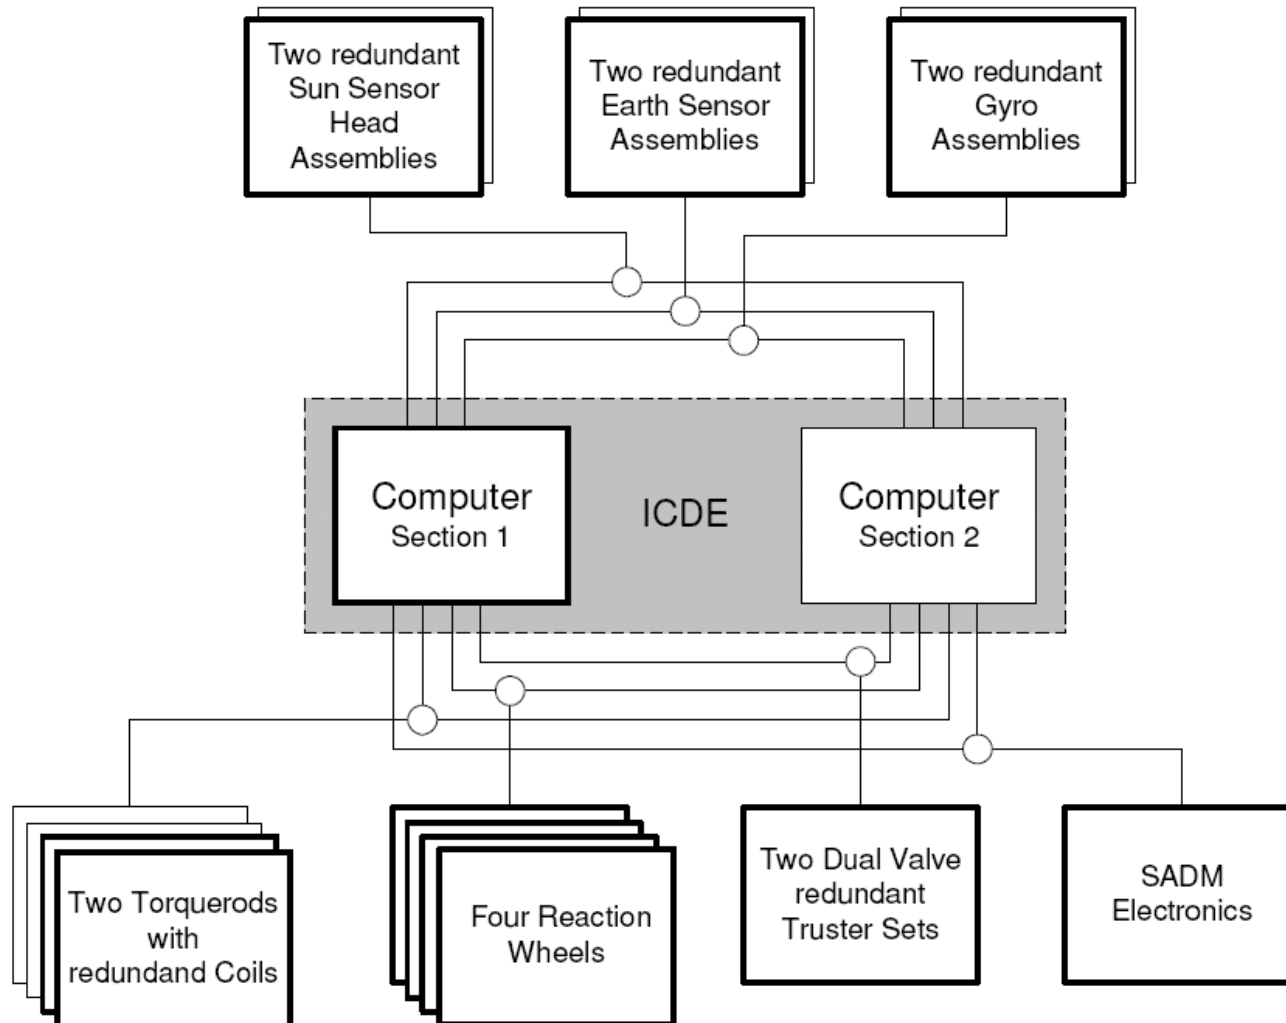 Two redundant
Sun Sensor
Head
Assemblies
Two redundant
Earth Sensor
Assemblies
Two redundant
Gyro
Assemblies
Computer
Section 1
ICDE
Computer
Section 2
Two Torquerods
with
redundand Coils
Four Reaction
Wheels
Two Dual Valve
redundant
Truster Sets
SADM
Electronics